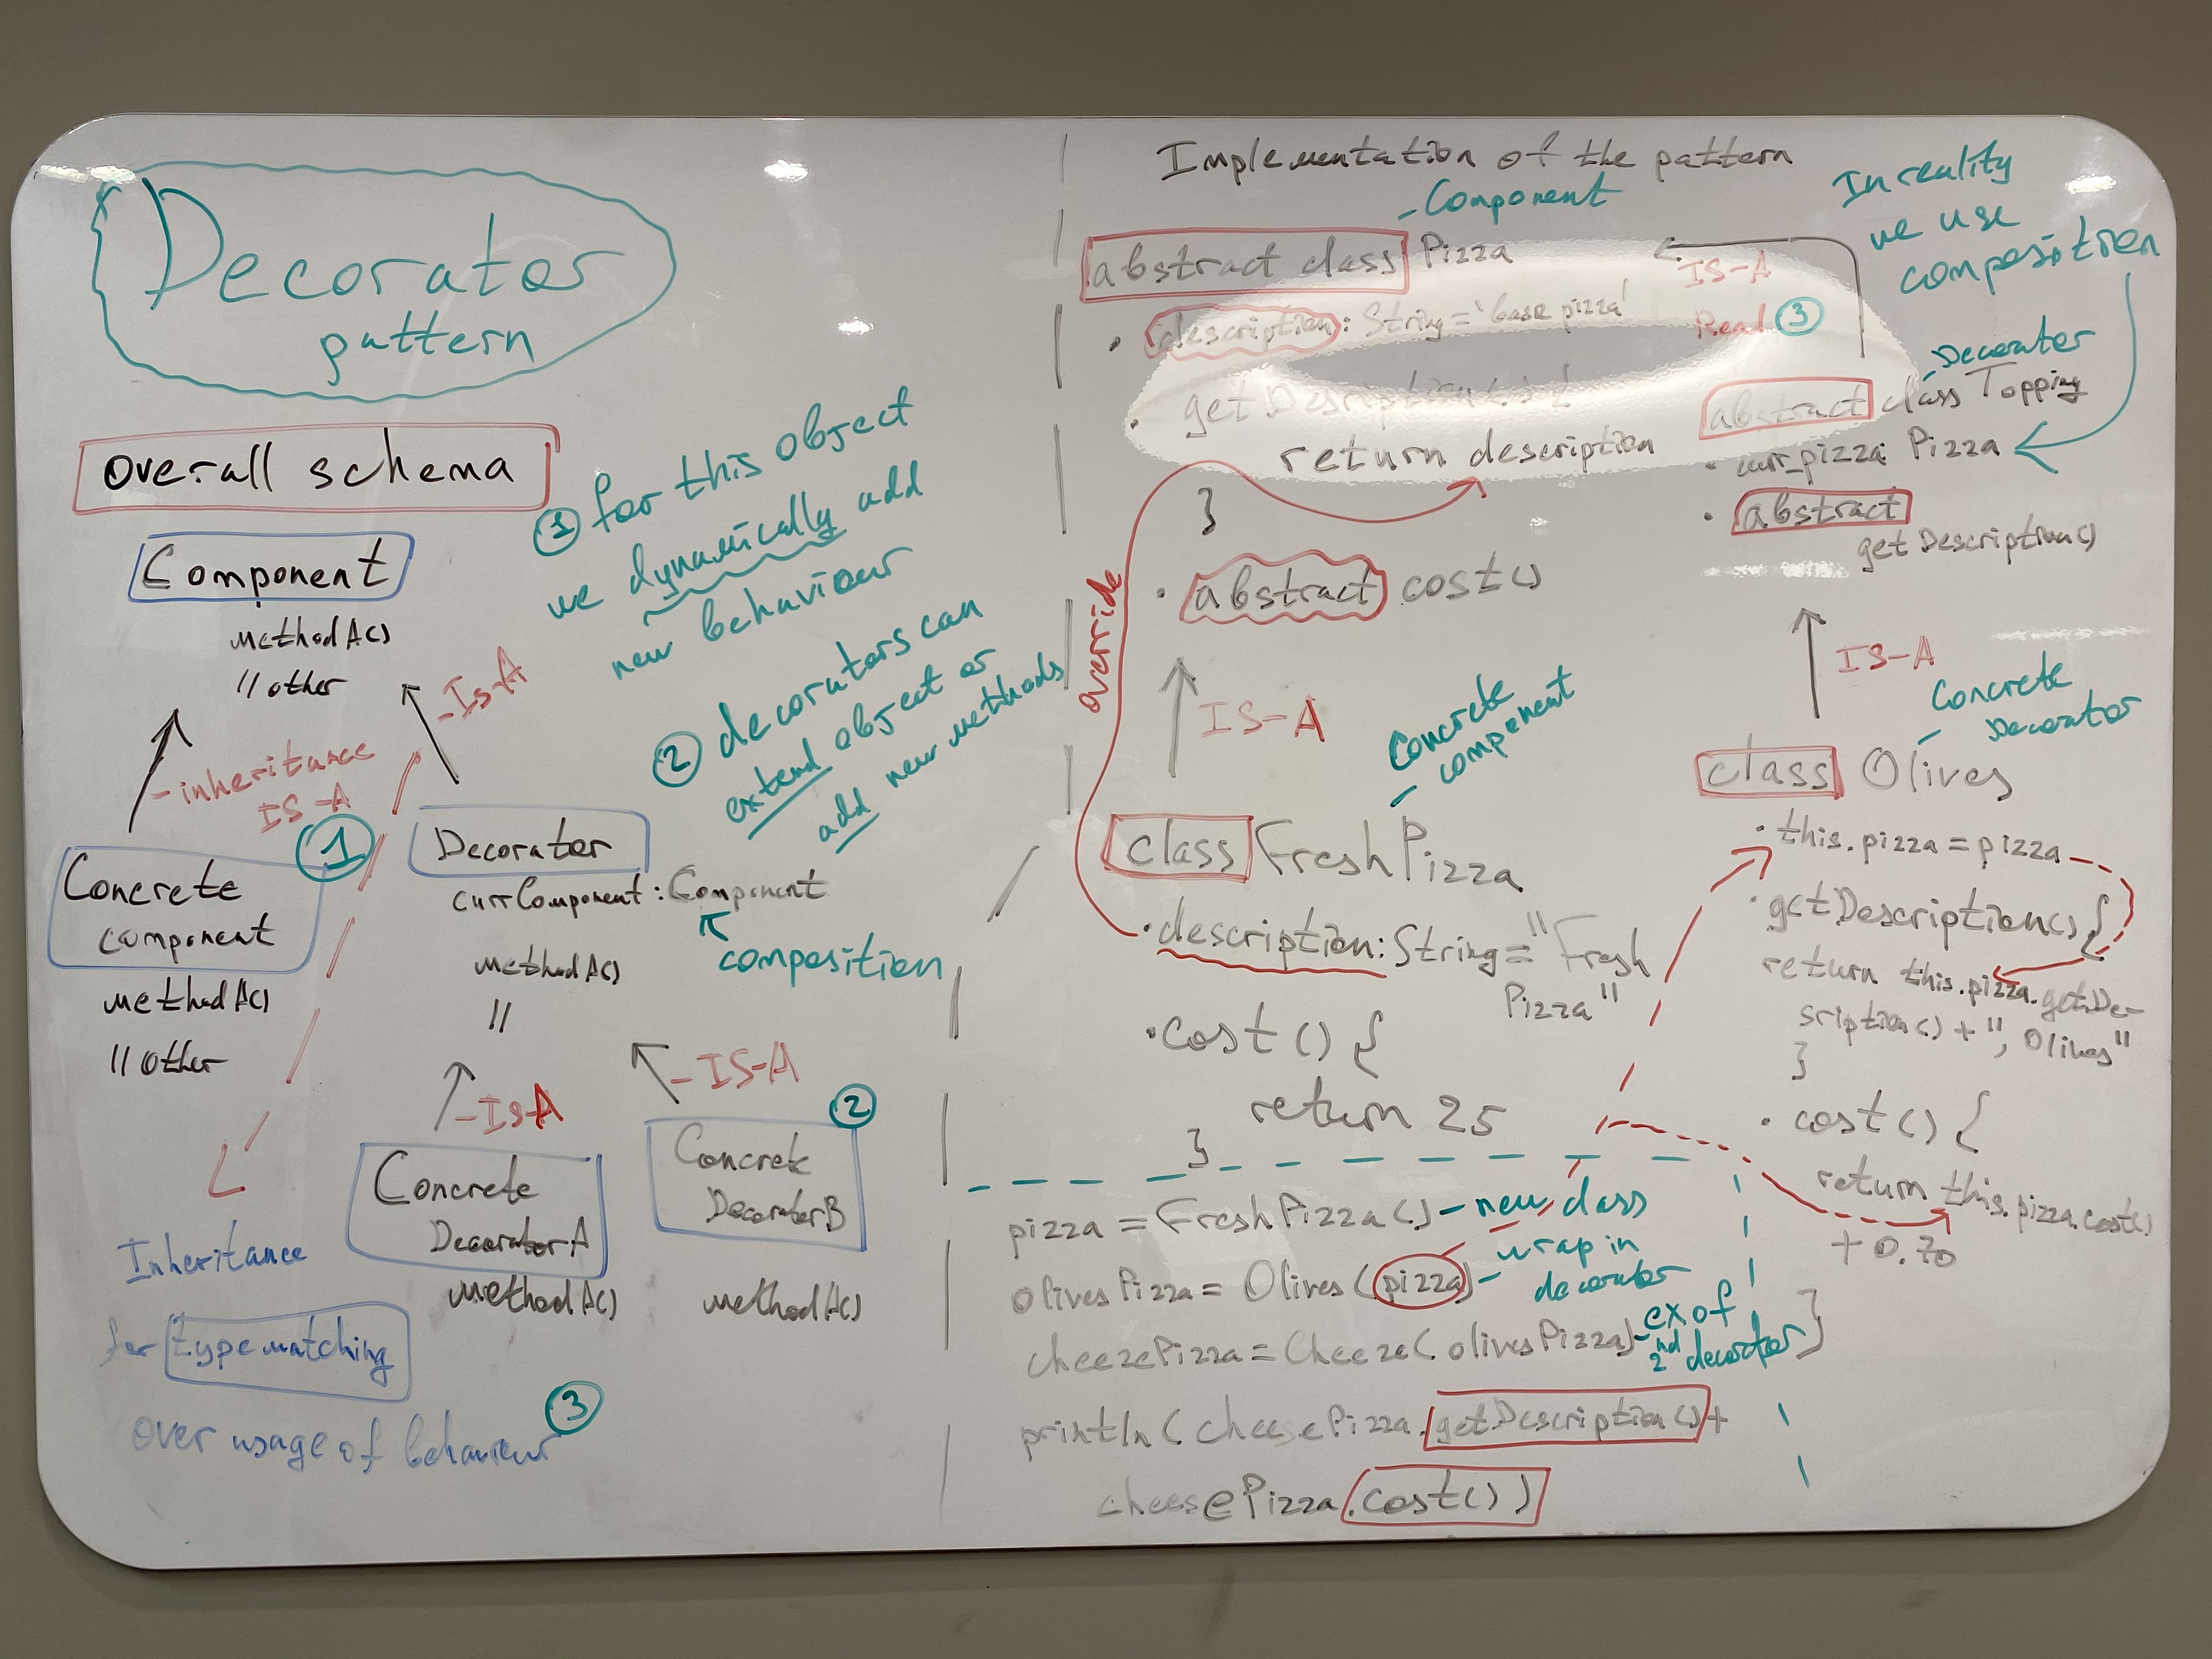 Decorator
pattern
overall schema
Component
methodA()
// other
- inheritance
IS-A
- Is-A
① for this object
we dynamically add
new behaviour
② decorators can
extend object or
add new methods
1
Concrete
component
methodA()
// other
Decorator
currComponent : Component
composition
methodA()
//
- Is-A
- IS-A
Concrete
DecoratorA
methodA()
②
Concrete
DecoratorB
methodA()
Inheritance
for type matching
over usage of behaviour ③
Implementation of the pattern
- Component
abstract class Pizza
• description: String = 'base pizza'
• getDescription() {
return description
}
• abstract cost()
override
IS-A
Concrete
- component
class FreshPizza
• description: String = "Fresh
Pizza"
• cost() {
return 25
}
In reality
we use
composition
IS-A
Read ③
- Decorator
abstract class Topping
• curr_pizza: Pizza
• abstract
getDescription()
IS-A
Concrete
- Decorator
class Olives
• this.pizza = pizza
• getDescription() {
return this.pizza.getDe-
scription() + ", Olives"
}
• cost() {
return this.pizza.cost()
+ 0.70
}
pizza = FreshPizza() - new class
olivesPizza = Olives(pizza) - wrap in
decorator
cheezePizza = Cheeze(olivesPizza) - ex of
2nd decorator
println(cheesePizza.getDescription() +
cheesePizza.cost())